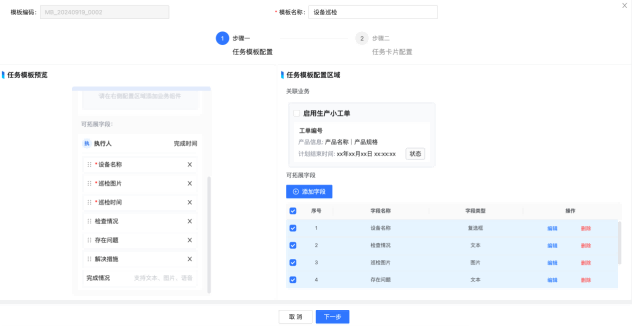 模板编码: MB_20240918_0002
* 模板名称: 设备巡检
X
1 步骤一
任务模板配置
2 步骤二
任务卡片配置
任务模板预览
请在右侧配置区域添加业务组件
可拓展字段:
执 执行人 完成时间
* 设备名称 X
* 巡检图片 X
* 巡检时间 X
检查情况 X
存在问题 X
解决措施 X
完成情况 支持文本、图片、语音
任务模板配置区域
关联业务
启用生产小工单
工单编号
产品信息: 产品名称｜产品规格
计划结束时间: xx年xx月xx日 xx:xx:xx 状态
可拓展字段
添加字段
序号 字段名称 字段类型 操作
1 设备名称 复选框 编辑 删除
2 检查情况 文本 编辑 删除
3 巡检图片 图片 编辑 删除
4 存在问题 文本 编辑 删除
取 消 下一步